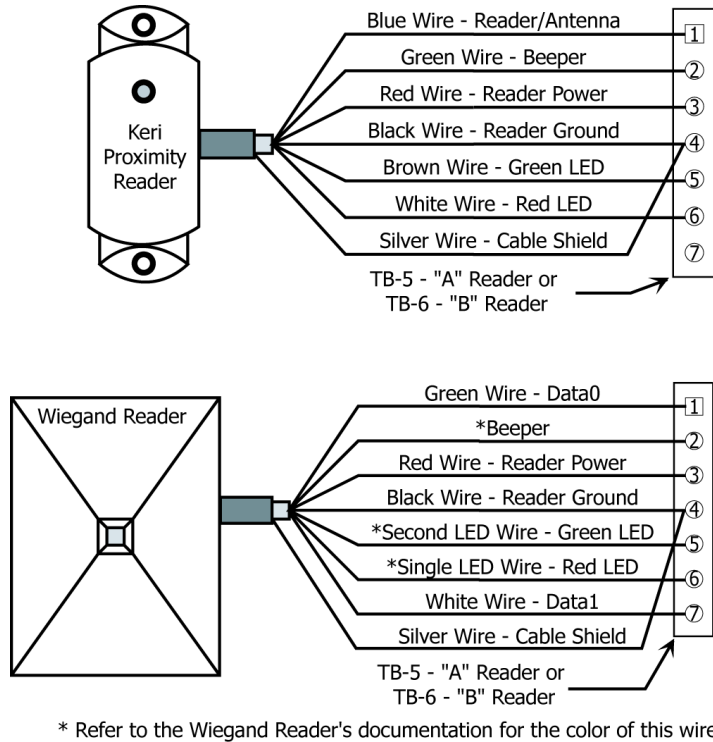 Blue Wire - Reader/Antenna
Green Wire - Beeper
Red Wire - Reader Power
Black Wire - Reader Ground
Brown Wire - Green LED
White Wire - Red LED
Silver Wire - Cable Shield
1
2
3
4
5
6
7
Keri
Proximity
Reader
TB-5 - "A" Reader or
TB-6 - "B" Reader
Wiegand Reader
Green Wire - Data0
*Beeper
Red Wire - Reader Power
Black Wire - Reader Ground
*Second LED Wire - Green LED
*Single LED Wire - Red LED
White Wire - Data1
Silver Wire - Cable Shield
1
2
3
4
5
6
7
TB-5 - "A" Reader or
TB-6 - "B" Reader
* Refer to the Wiegand Reader's documentation for the color of this wire